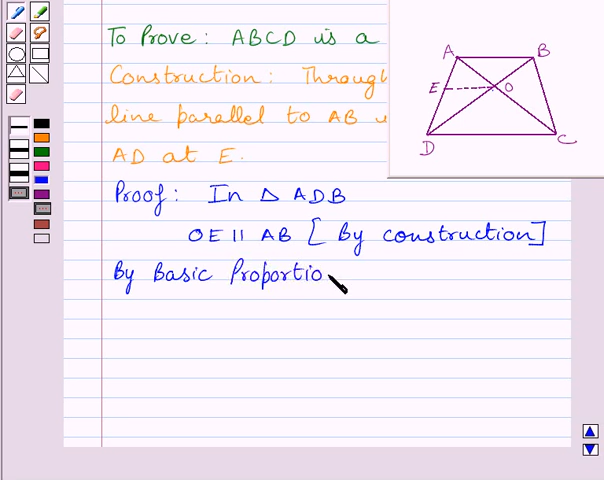 To Prove: ABCD is a
Construction: Through
line parallel to AB
AD at E.
Proof: In △ ADB
OE || AB [ By construction]
By Basic Proportio
A
B
E
O
D
C